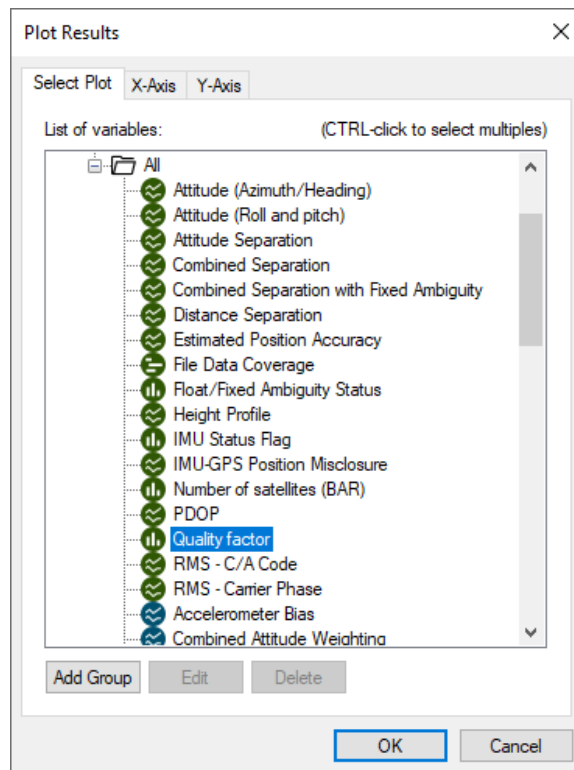 Plot Results
Select Plot X-Axis Y-Axis
List of variables: (CTRL-click to select multiples)
All
Attitude (Azimuth/Heading)
Attitude (Roll and pitch)
Attitude Separation
Combined Separation
Combined Separation with Fixed Ambiguity
Distance Separation
Estimated Position Accuracy
File Data Coverage
Float/Fixed Ambiguity Status
Height Profile
IMU Status Flag
IMU-GPS Position Misclosure
Number of satellites (BAR)
PDOP
Quality factor
RMS - C/A Code
RMS - Carrier Phase
Accelerometer Bias
Combined Attitude Weighting
Add Group Edit Delete
OK Cancel